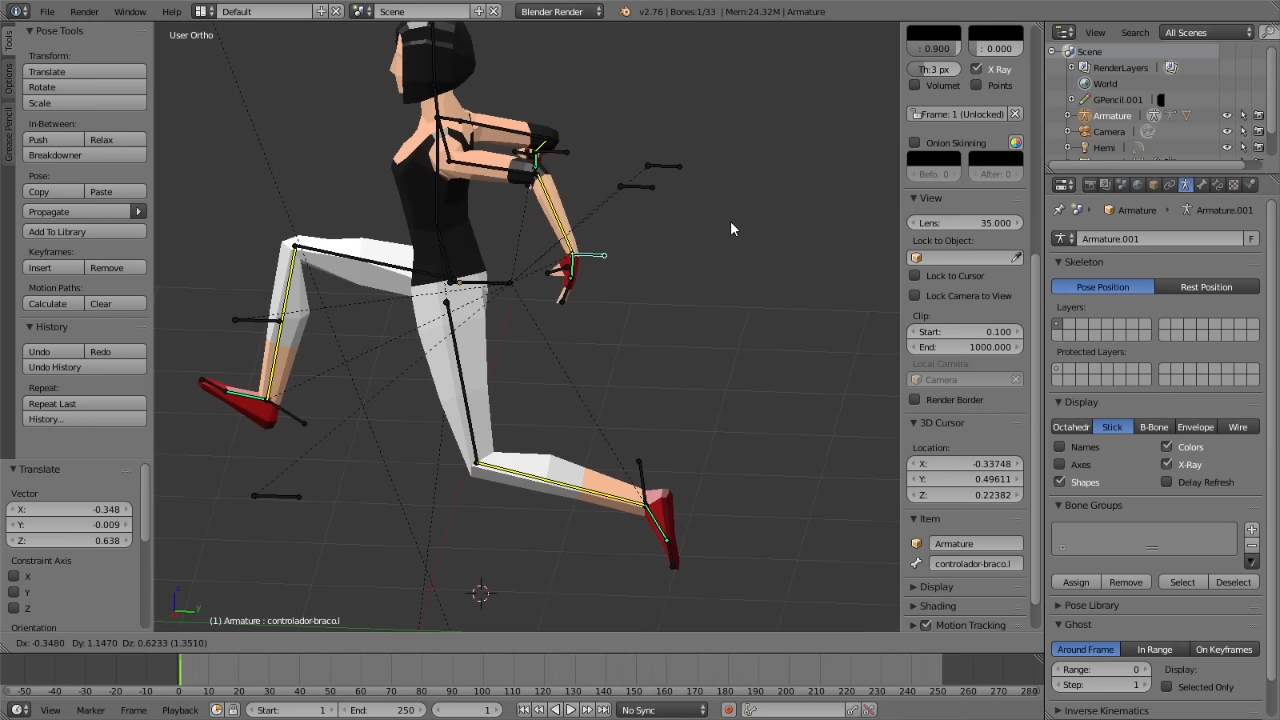 File Render Window Help Default Scene Blender Render v2.76 | Bones:1/33 | Mem:24.32M | Armature
Tools
Options
Grease Pencil
Pose Tools
Transform:
Translate
Rotate
Scale
In-Between:
Push Relax
Breakdowner
Pose:
Copy Paste
Propagate
Add To Library
Keyframes:
Insert Remove
Motion Paths:
Calculate Clear
History
Undo Redo
Undo History
Repeat:
Repeat Last
History...
Translate
Vector
X: -0.348
Y: -0.009
Z: 0.638
Constraint Axis
X
Y
Z
Orientation
User Ortho
z
y
(1) Armature : controlador-braco.l
Dx: -0.3480 Dy: 1.1470 Dz: 0.6233 (1.3510)
: 0.900 : 0.000
Th:3 px X Ray
Volumet Points
Frame: 1 (Unlocked)
Onion Skinning
Befo: 0 After: 0
View
Lens: 35.000
Lock to Object:
Lock to Cursor
Lock Camera to View
Clip:
Start: 0.100
End: 1000.000
Local Camera
Camera
Render Border
3D Cursor
Location:
X: -0.33748
Y: 0.49611
Z: 0.22382
Item
Armature
controlador-braco.l
Display
Shading
Motion Tracking
View Search All Scenes
Scene
RenderLayers
World
GPencil.001
Armature
Camera
Hemi
Armature Armature.001
Armature.001 F
Skeleton
Pose Position Rest Position
Layers:
Protected Layers:
Display
Octahedr Stick B-Bone Envelope Wire
Names Colors
Axes X-Ray
Shapes Delay Refresh
Bone Groups
Assign Remove Select Deselect
Pose Library
Ghost
Around Frame In Range On Keyframes
Range: 0 Display:
Step: 1 Selected Only
Inverse Kinematics
-50 -40 -30 -20 -10 0 10 20 30 40 50 60 70 80 90 100 110 120 130 140 150 160 170 180 190 200 210 220 230 240 250 260 270 280
View Marker Frame Playback Start: 1 End: 250 1 No Sync